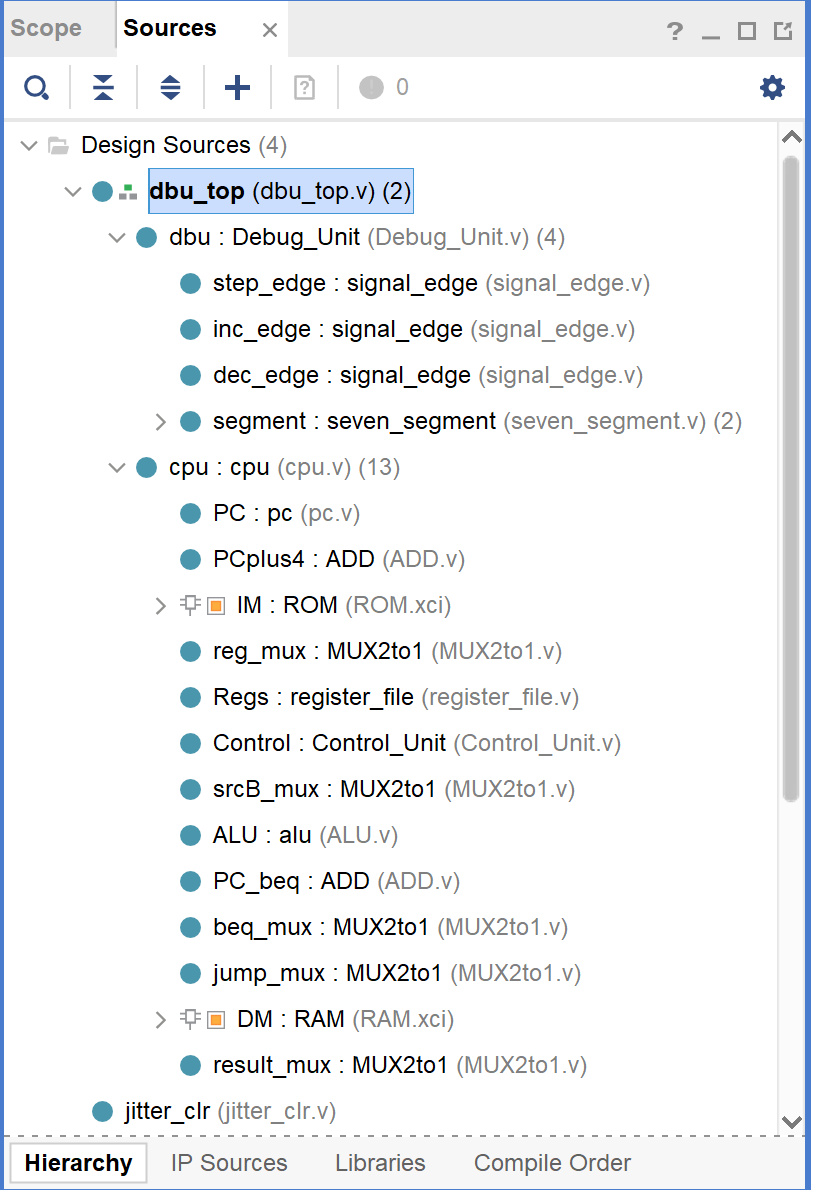 Scope Sources
? 0
Design Sources (4)
dbu_top (dbu_top.v) (2)
dbu : Debug_Unit (Debug_Unit.v) (4)
step_edge : signal_edge (signal_edge.v)
inc_edge : signal_edge (signal_edge.v)
dec_edge : signal_edge (signal_edge.v)
segment : seven_segment (seven_segment.v) (2)
cpu : cpu (cpu.v) (13)
PC : pc (pc.v)
PCplus4 : ADD (ADD.v)
IM : ROM (ROM.xci)
reg_mux : MUX2to1 (MUX2to1.v)
Regs : register_file (register_file.v)
Control : Control_Unit (Control_Unit.v)
srcB_mux : MUX2to1 (MUX2to1.v)
ALU : alu (ALU.v)
PC_beq : ADD (ADD.v)
beq_mux : MUX2to1 (MUX2to1.v)
jump_mux : MUX2to1 (MUX2to1.v)
DM : RAM (RAM.xci)
result_mux : MUX2to1 (MUX2to1.v)
jitter_clr (jitter_clr.v)
Hierarchy IP Sources Libraries Compile Order